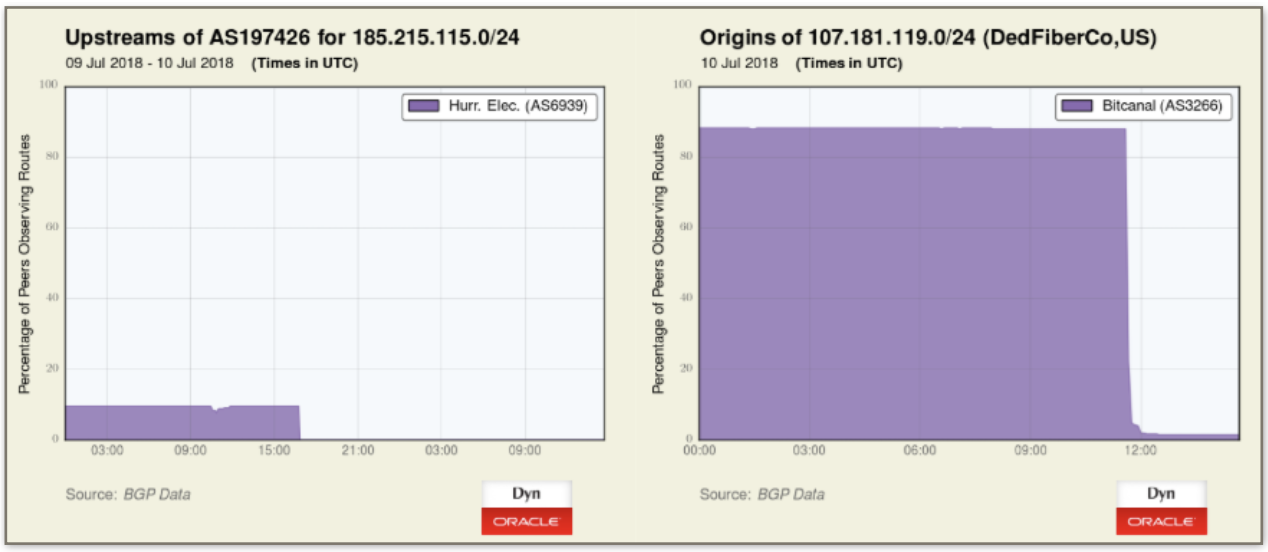 Upstreams of AS197426 for 185.215.115.0/24
09 Jul 2018 - 10 Jul 2018 (Times in UTC)
Percentage of Peers Observing Routes
100
80
60
40
20
0
Hurr. Elec. (AS6939)
03:00 09:00 15:00 21:00 03:00 09:00
Source: BGP Data
Dyn
ORACLE
Origins of 107.181.119.0/24 (DedFiberCo,US)
10 Jul 2018 (Times in UTC)
Percentage of Peers Observing Routes
100
80
60
40
20
0
Bitcanal (AS3266)
00:00 03:00 06:00 09:00 12:00
Source: BGP Data
Dyn
ORACLE